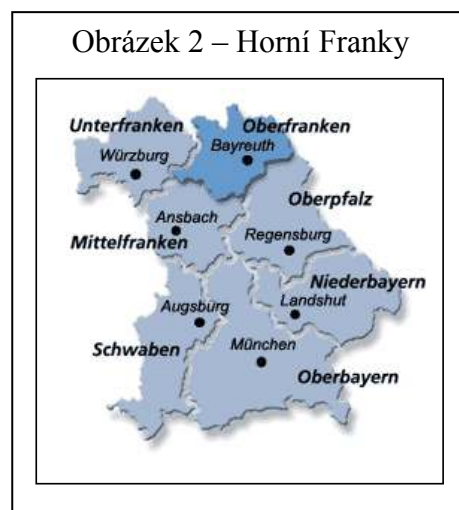 Obrázek 2 – Horní Franky
Unterfranken
Oberfranken
Würzburg
Bayreuth
Oberpfalz
Ansbach
Mittelfranken
Regensburg
Niederbayern
Augsburg
Landshut
Schwaben
München
Oberbayern